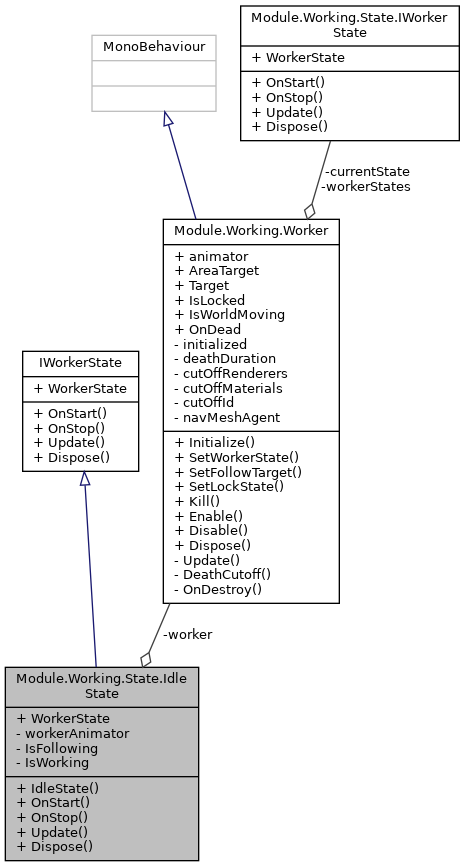 MonoBehaviour
Module.Working.State.IWorker
State
+ WorkerState
+ OnStart()
+ OnStop()
+ Update()
+ Dispose()
-currentState
-workerStates
Module.Working.Worker
+ animator
+ AreaTarget
+ Target
+ IsLocked
+ IsWorldMoving
+ OnDead
- initialized
- deathDuration
- cutOffRenderers
- cutOffMaterials
- cutOffId
- navMeshAgent
+ Initialize()
+ SetWorkerState()
+ SetFollowTarget()
+ SetLockState()
+ Kill()
+ Enable()
+ Disable()
+ Dispose()
- Update()
- DeathCutoff()
- OnDestroy()
IWorkerState
+ WorkerState
+ OnStart()
+ OnStop()
+ Update()
+ Dispose()
-worker
Module.Working.State.Idle
State
+ WorkerState
- workerAnimator
- IsFollowing
- IsWorking
+ IdleState()
+ OnStart()
+ OnStop()
+ Update()
+ Dispose()